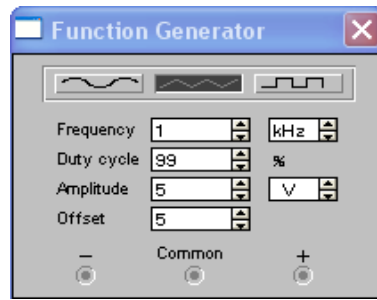 Function Generator
Frequency 1 kHz
Duty cycle 99 %
Amplitude 5 V
Offset 5
− Common +